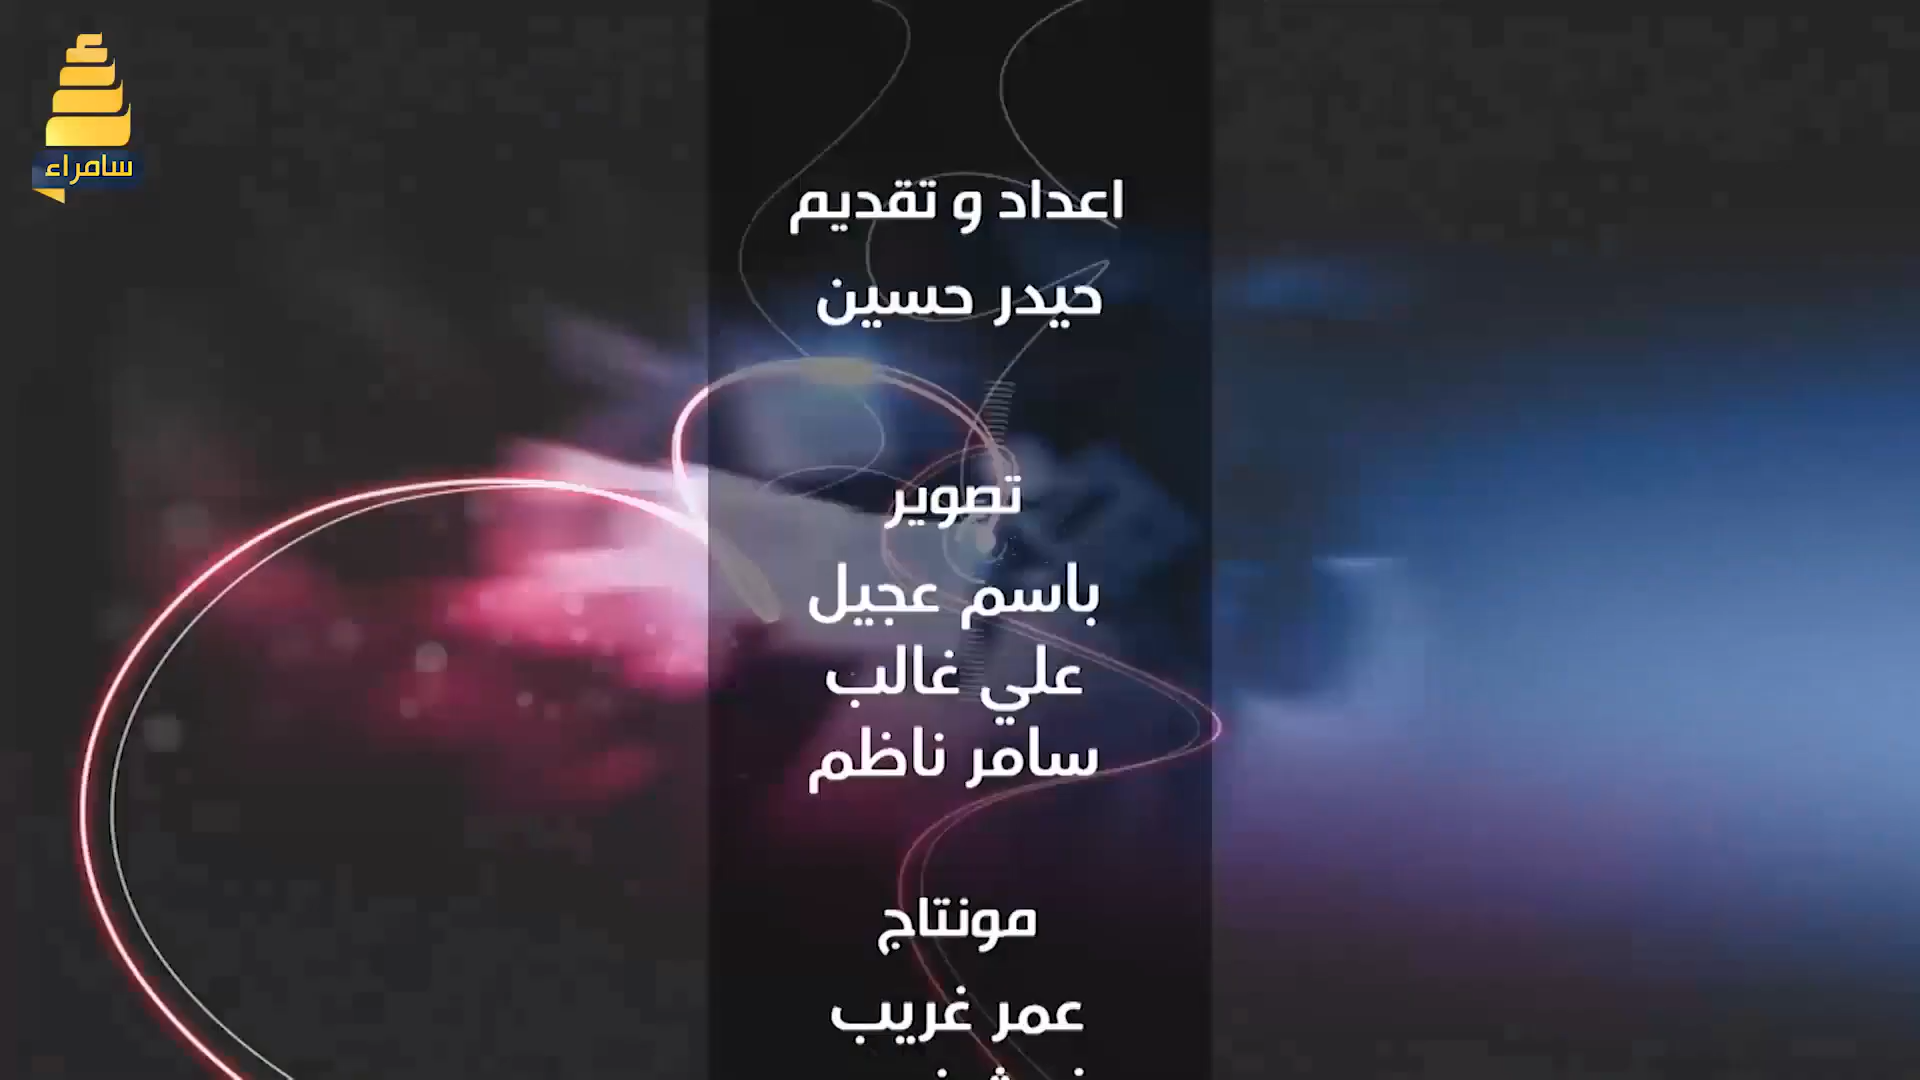 سامراء
اعداد و تقديم
حيدر حسين
تصوير
باسم عجيل
علي غالب
سامر ناظم
مونتاج
عمر غريب